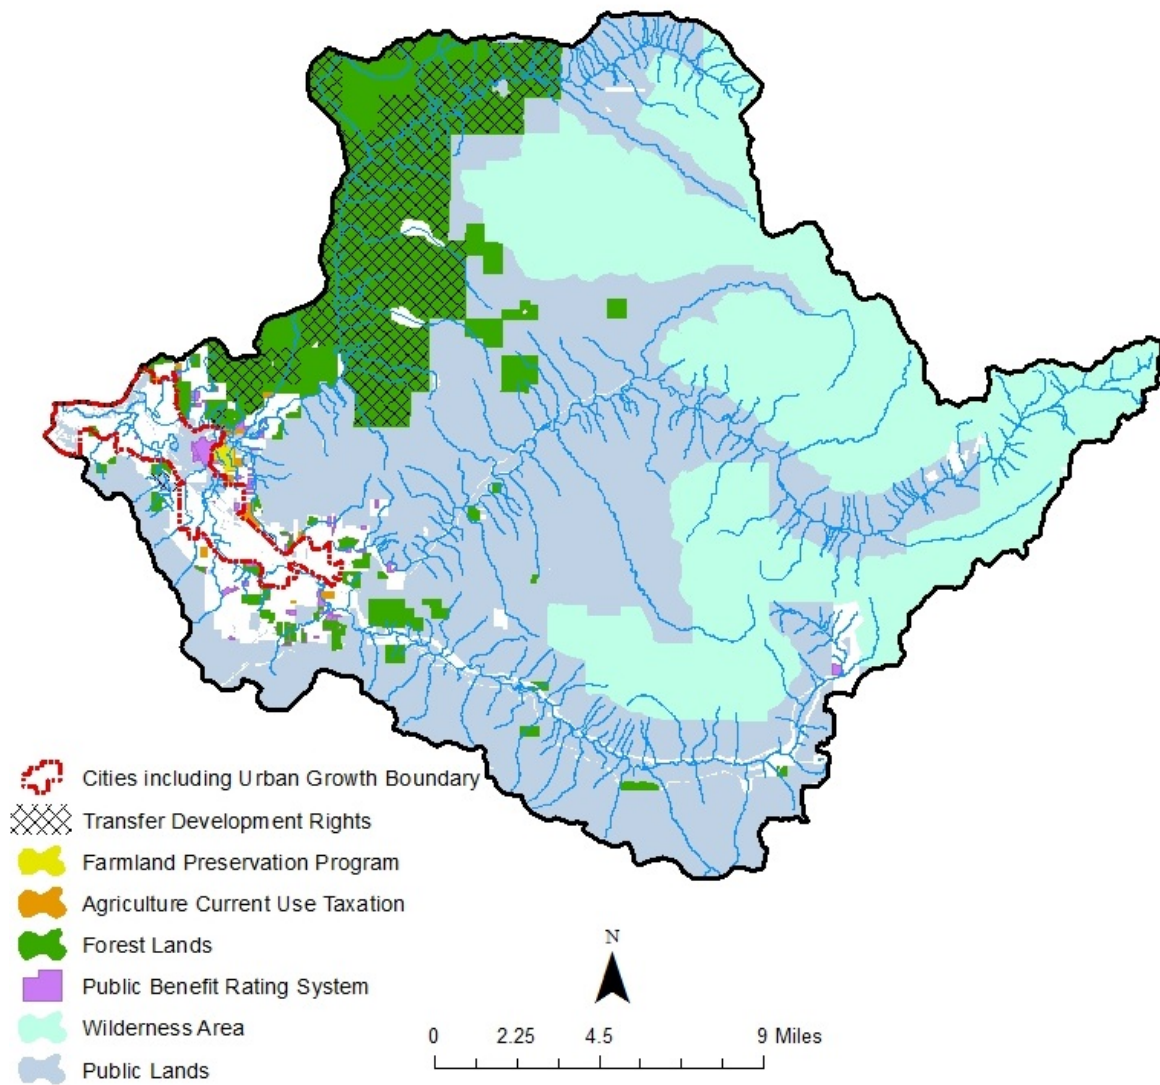 Cities including Urban Growth Boundary
Transfer Development Rights
Farmland Preservation Program
Agriculture Current Use Taxation
Forest Lands
Public Benefit Rating System
Wilderness Area
Public Lands
N
0 2.25 4.5 9 Miles